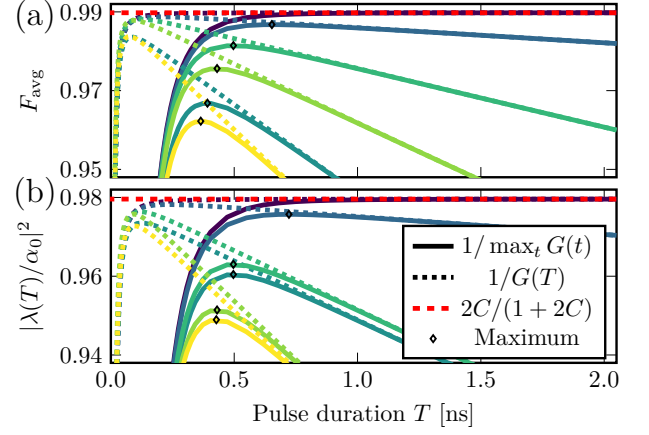 (a)
0.99
0.97
0.95
F_avg
(b)
0.98
0.96
0.94
|λ(T)/α₀|²
1/ max_t G(t)
1/G(T)
2C/(1 + 2C)
Maximum
0.0 0.5 1.0 1.5 2.0
Pulse duration T [ns]